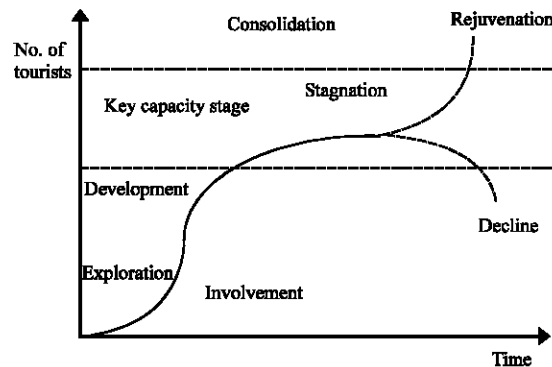 Consolidation
Rejuvenation
No. of
tourists
Stagnation
Key capacity stage
Development
Decline
Exploration
Involvement
Time